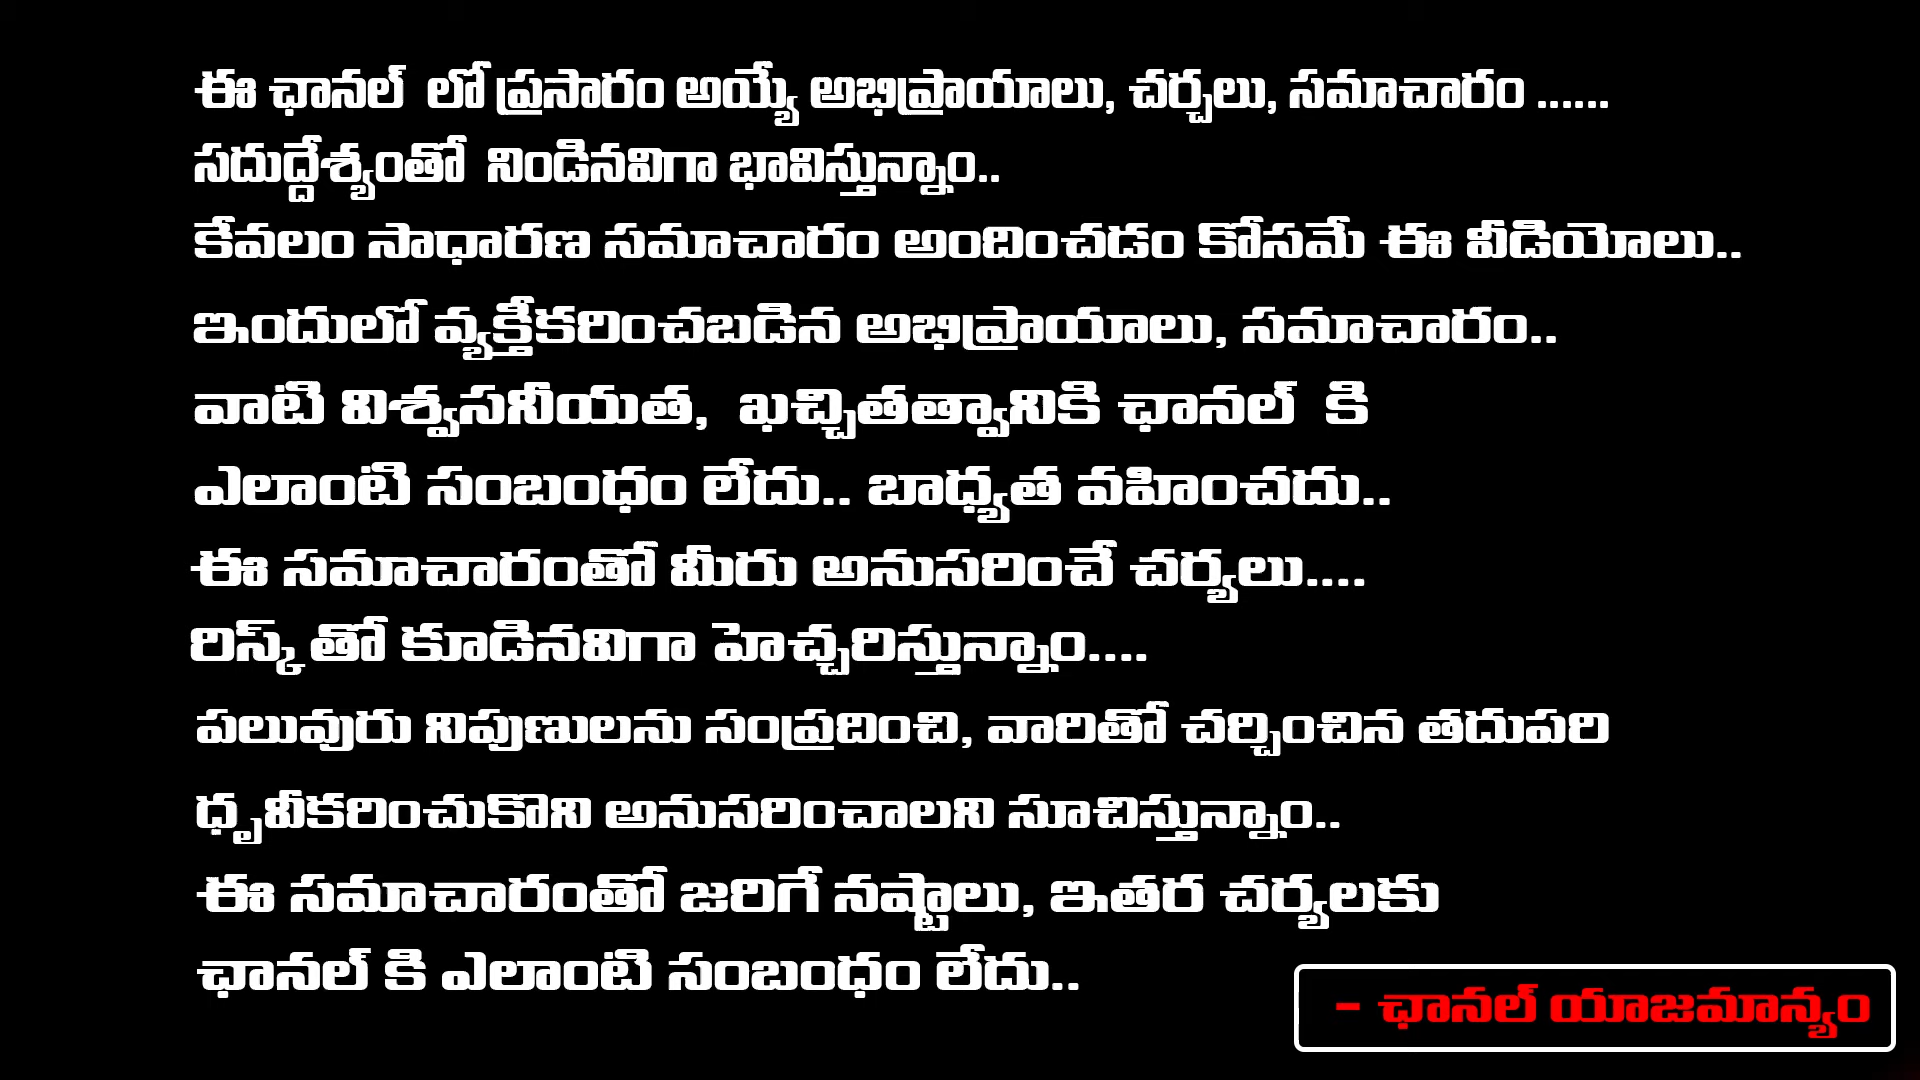 ఈ ఛానల్ లో ప్రసారం అయ్యే అభిప్రాయాలు, చర్చలు, సమాచారం ......
సదుద్దేశ్యంతో నిండినవిగా భావిస్తున్నాం..
కేవలం సాధారణ సమాచారం అందించడం కోసమే ఈ వీడియోలు..
ఇందులో వ్యక్తీకరించబడిన అభిప్రాయాలు, సమాచారం..
వాటి విశ్వసనీయత, ఖచ్చితత్వానికి ఛానల్ కి
ఎలాంటి సంబంధం లేదు.. బాధ్యత వహించదు..
ఈ సమాచారంతో మీరు అనుసరించే చర్యలు....
రిస్క్ తో కూడినవిగా హెచ్చరిస్తున్నాం....
పలువురు నిపుణులను సంప్రదించి, వారితో చర్చించిన తదుపరి
ధృవీకరించుకొని అనుసరించాలని సూచిస్తున్నాం..
ఈ సమాచారంతో జరిగే నష్టాలు, ఇతర చర్యలకు
ఛానల్ కి ఎలాంటి సంబంధం లేదు..
- ఛానల్ యాజమాన్యం